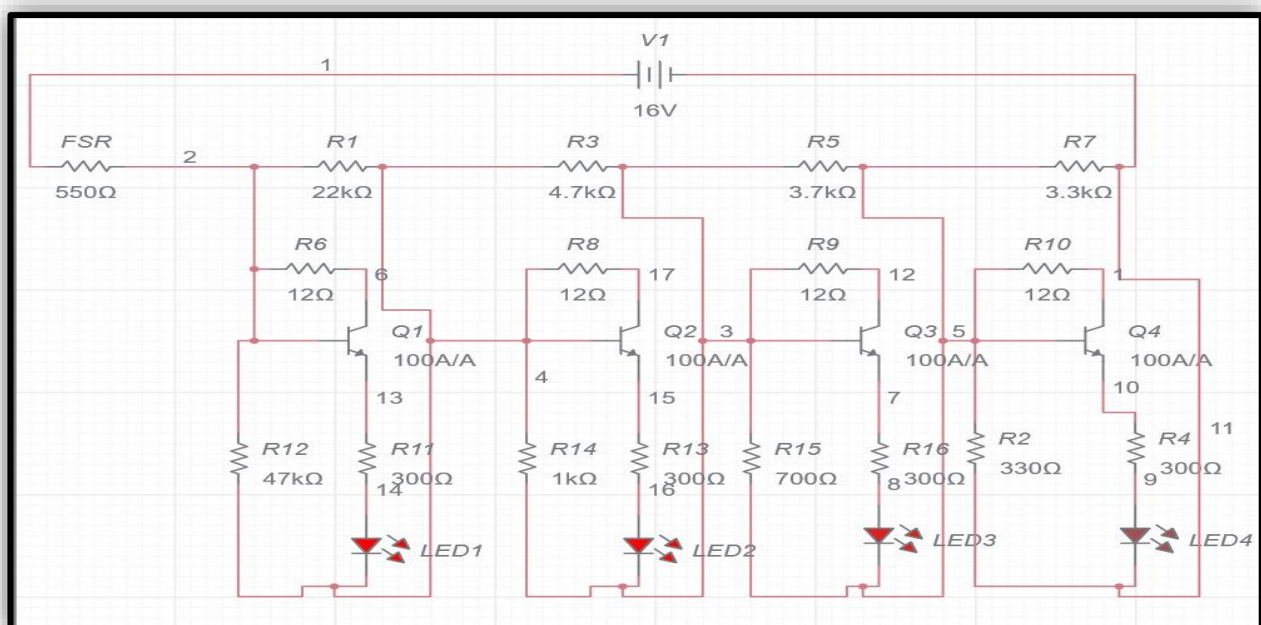 V1
1
16V
FSR
R1
R3
R5
R7
2
550Ω
22kΩ
4.7kΩ
3.7kΩ
3.3kΩ
R6
R8
R9
R10
6
17
12
1
12Ω
12Ω
12Ω
12Ω
Q1
Q2
3
Q3
5
Q4
100A/A
100A/A
100A/A
100A/A
4
13
15
7
10
11
R12
R11
R14
R13
R15
R16
R2
R4
47kΩ
300Ω
1kΩ
300Ω
700Ω
300Ω
330Ω
300Ω
14
16
8
9
LED1
LED2
LED3
LED4